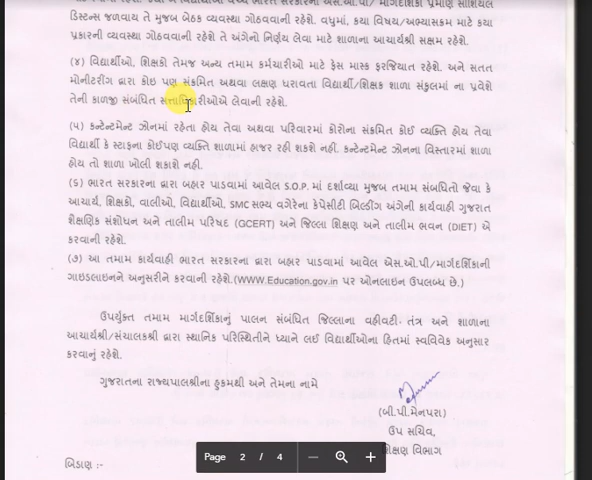 ડિસ્ટન્સ જળવાય તે મુજબ બેઠક વ્યવસ્થા ગોઠવવાની રહેશે. વધુમાં, કયા વિષય/અભ્યાસક્રમ માટે કયા
પ્રકારની વ્યવસ્થા ગોઠવવાની રહેશે તે અંગેનો નિર્ણય લેવા માટે શાળાના આચાર્યશ્રી સક્ષમ રહેશે.
(૪) વિદ્યાર્થીઓ, શિક્ષકો તેમજ અન્ય તમામ કર્મચારીઓ માટે ફેસ માસ્ક ફરજિયાત રહેશે. અને સતત
મોનીટરીંગ દ્વારા કોઇ પણ સંક્રમિત અથવા લક્ષણ ધરાવતા વિદ્યાર્થી/શિક્ષક શાળા સંકુલમાં ના પ્રવેશે
તેની કાળજી સંબંધિત સત્તાધિકારીઓએ લેવાની રહેશે.
(૫) કન્ટેન્ટમેન્ટ ઝોનમાં રહેતા હોય તેવા અથવા પરિવારમાં કોરોના સંક્રમિત કોઈ વ્યક્તિ હોય તેવા
વિદ્યાર્થી કે સ્ટાફના કોઈપણ વ્યક્તિ શાળામાં હાજર રહી શકશે નહીં. કન્ટેન્ટમેન્ટ ઝોનના વિસ્તારમાં શાળા
હોય તો શાળા ખોલી શકાશે નહી.
(૬) ભારત સરકારના દ્વારા બહાર પાડવામાં આવેલ S.O.P. માં દર્શાવ્યા મુજબ તમામ સંબધિતો જેવા કે
આચાર્ય, શિક્ષકો, વાલીઓ, વિદ્યાર્થીઓ, SMC સભ્ય વગેરેના કેપેસીટી બિલ્ડીંગ અંગેની કાર્યવાહી ગુજરાત
શૈક્ષણિક સંશોધન અને તાલીમ પરિષદ (GCERT) અને જિલ્લા શિક્ષણ અને તાલીમ ભવન (DIET) એ
કરવાની રહેશે.
(૭) આ તમામ કાર્યવાહી ભારત સરકારના દ્વારા બહાર પાડવામાં આવેલ એસ.ઓ.પી/માર્ગદર્શિકાની
ગાઇડલાઇનને અનુસરીને કરવાની રહેશે.(WWW.Education.gov.in પર ઓનલાઇન ઉપલબ્ધ છે.)
ઉપર્યુક્ત તમામ માર્ગદર્શિકાનું પાલન સંબધિત જિલ્લાના વહીવટી તંત્ર અને શાળાના
આચાર્યશ્રી/સંચાલકશ્રી દ્વારા સ્થાનિક પરિસ્થિતીને ધ્યાને લઈ વિદ્યાર્થીઓના હિતમાં સ્વવિવેક અનુસાર
કરવાનું રહેશે.
ગુજરાતના રાજ્યપાલશ્રીના હુકમથી અને તેમના નામે
(બી.પી.મેનપરા)
ઉપ સચિવ,
શિક્ષણ વિભાગ
Page 2 / 4
બિડાણ :-